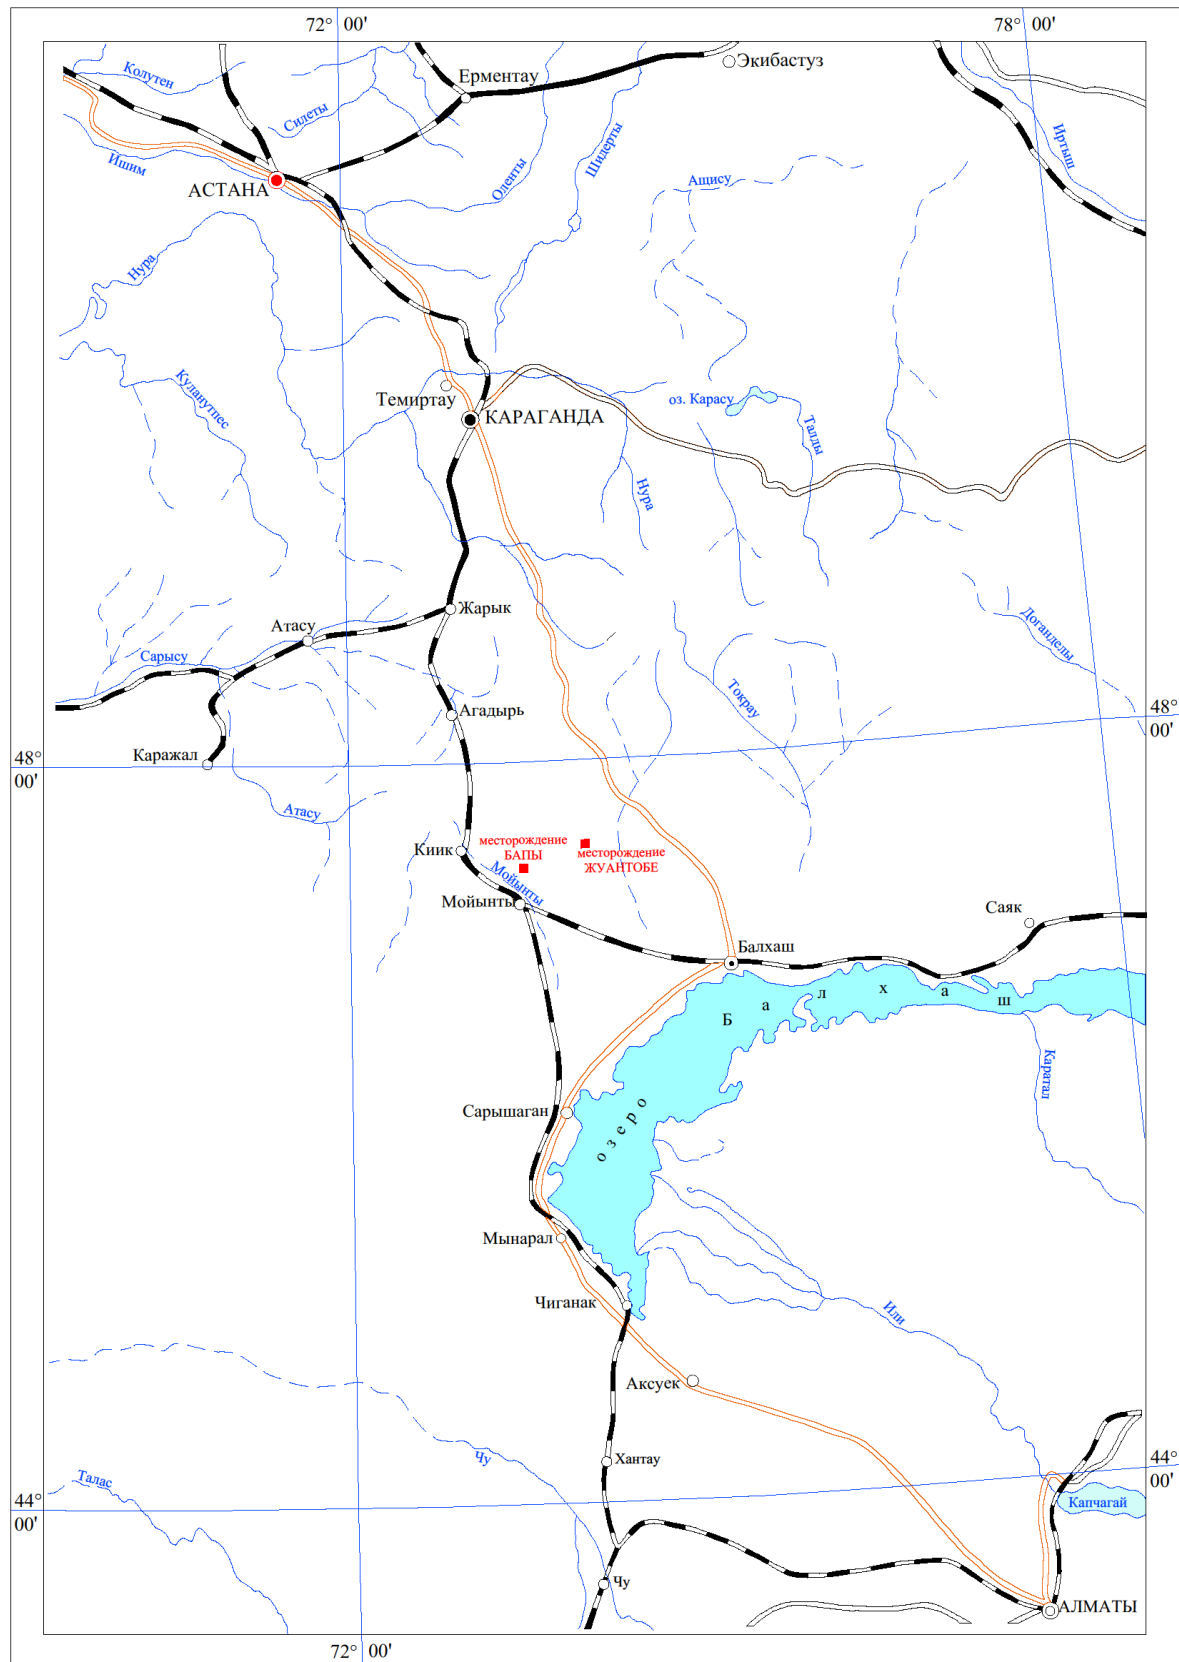 72° 00'
78° 00'
Колутен
Ерментау
Экибастуз
Силеты
Иртыш
Ишим
Шидерты
Оленты
Ащису
АСТАНА
Нура
Куланутпес
Темиртау
оз. Карасу
КАРАГАНДА
Талды
Нура
Жарык
Атасу
Доганделы
Сарысу
Токрау
Агадырь
48°
00'
Каражал
48°
00'
Атасу
Киик
месторождение
БАПЫ
месторождение
ЖУАНТОБЕ
Мойынты
Мойынты
Саяк
Балхаш
Балхаш
Каратал
Сарышаган
озеро
Мынарал
Чиганак
Или
Аксуек
Чу
Хантау
44°
00'
Талас
44°
00'
Капчагай
Чу
АЛМАТЫ
72° 00'